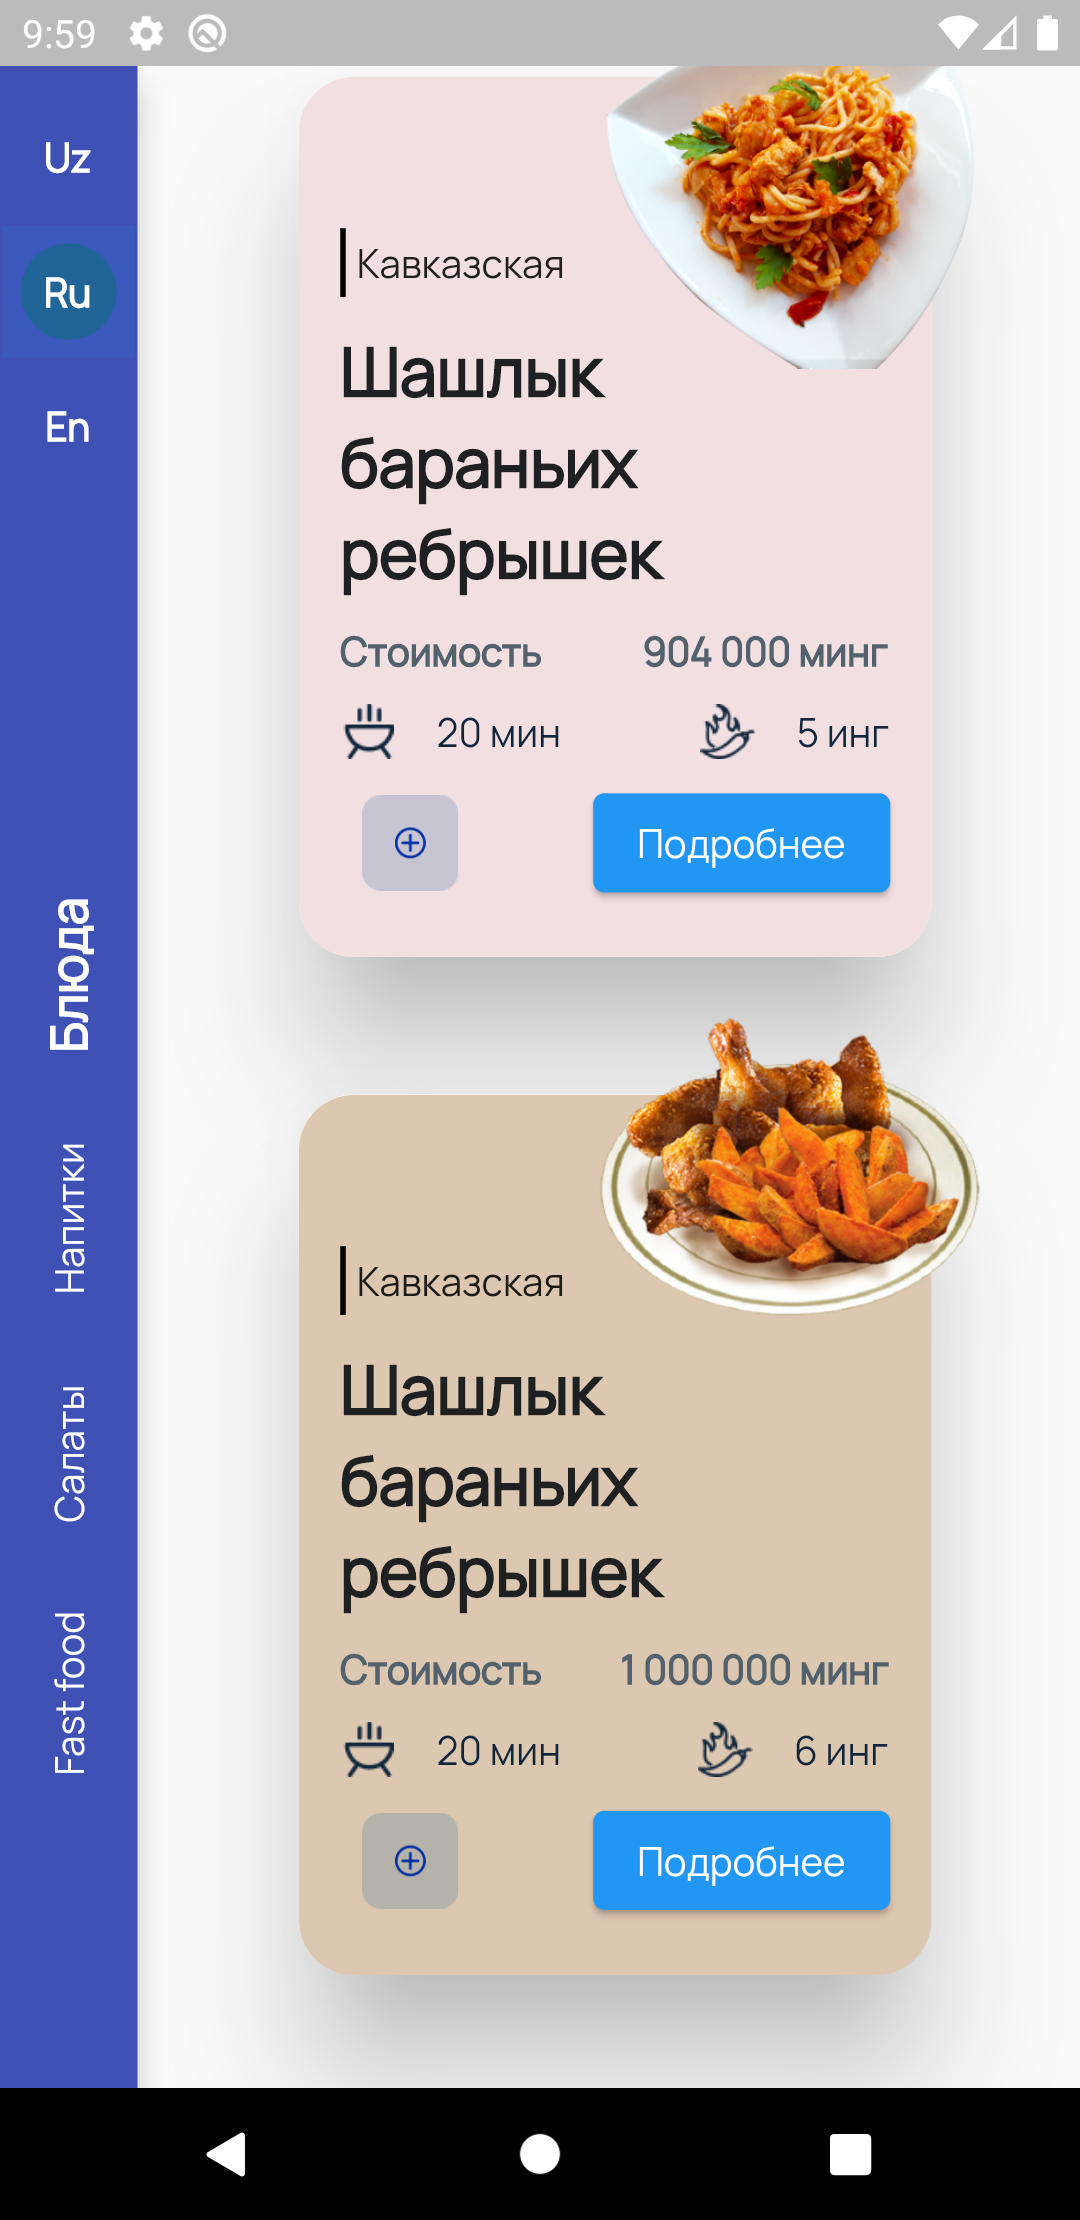 9:59
Uz
Ru
En
Блюда
Напитки
Салаты
Fast food
Кавказская
Шашлык
бараньих
ребрышек
Стоимость 904 000 минг
20 мин 5 инг
Подробнее
Кавказская
Шашлык
бараньих
ребрышек
Стоимость 1 000 000 минг
20 мин 6 инг
Подробнее